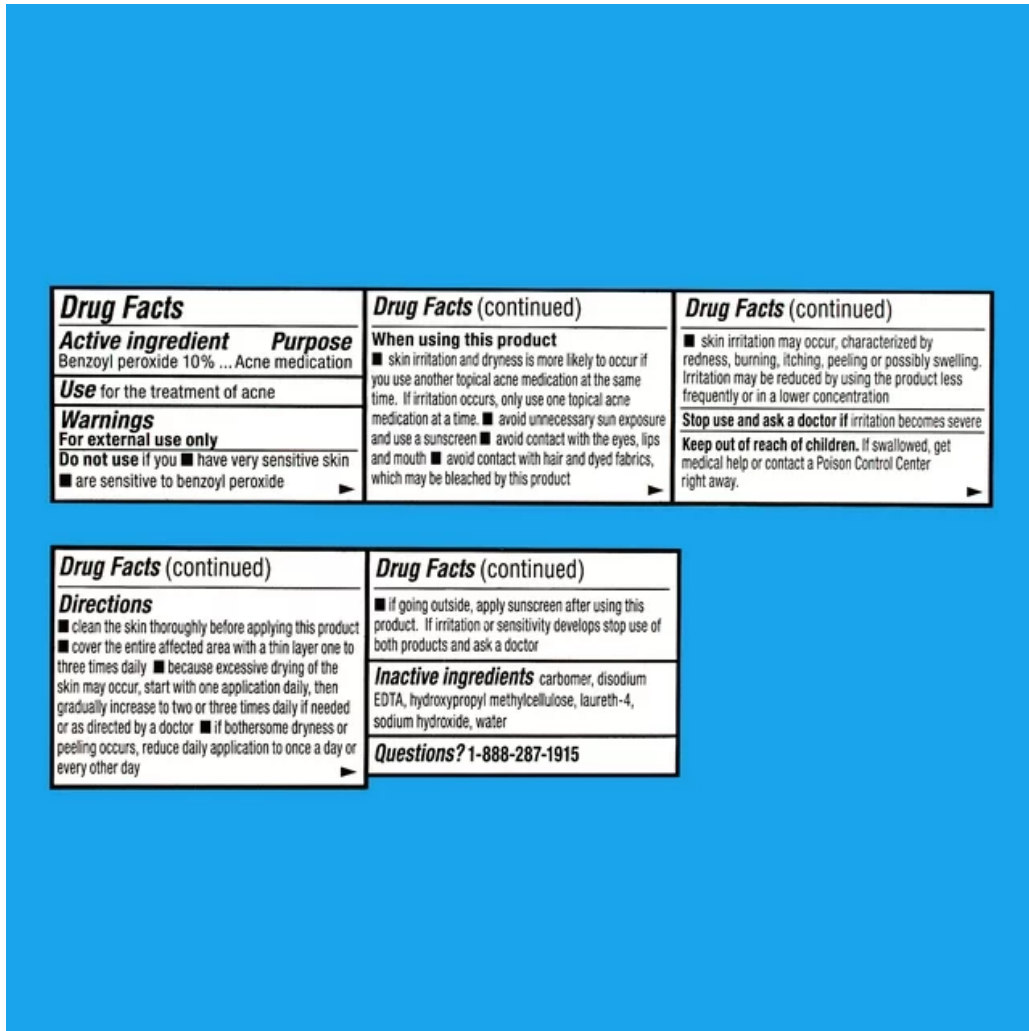 Drug Facts
Active ingredient Purpose
Benzoyl peroxide 10% ... Acne medication
Use for the treatment of acne
Warnings
For external use only
Do not use if you ■ have very sensitive skin
■ are sensitive to benzoyl peroxide
Drug Facts (continued)
When using this product
■ skin irritation and dryness is more likely to occur if
you use another topical acne medication at the same
time. If irritation occurs, only use one topical acne
medication at a time. ■ avoid unnecessary sun exposure
and use a sunscreen ■ avoid contact with the eyes, lips
and mouth ■ avoid contact with hair and dyed fabrics,
which may be bleached by this product
Drug Facts (continued)
■ skin irritation may occur, characterized by
redness, burning, itching, peeling or possibly swelling.
Irritation may be reduced by using the product less
frequently or in a lower concentration
Stop use and ask a doctor if irritation becomes severe
Keep out of reach of children. If swallowed, get
medical help or contact a Poison Control Center
right away.
Drug Facts (continued)
Directions
■ clean the skin thoroughly before applying this product
■ cover the entire affected area with a thin layer one to
three times daily ■ because excessive drying of the
skin may occur, start with one application daily, then
gradually increase to two or three times daily if needed
or as directed by a doctor ■ if bothersome dryness or
peeling occurs, reduce daily application to once a day or
every other day
Drug Facts (continued)
■ if going outside, apply sunscreen after using this
product. If irritation or sensitivity develops stop use of
both products and ask a doctor
Inactive ingredients carbomer, disodium
EDTA, hydroxypropyl methylcellulose, laureth-4,
sodium hydroxide, water
Questions? 1-888-287-1915